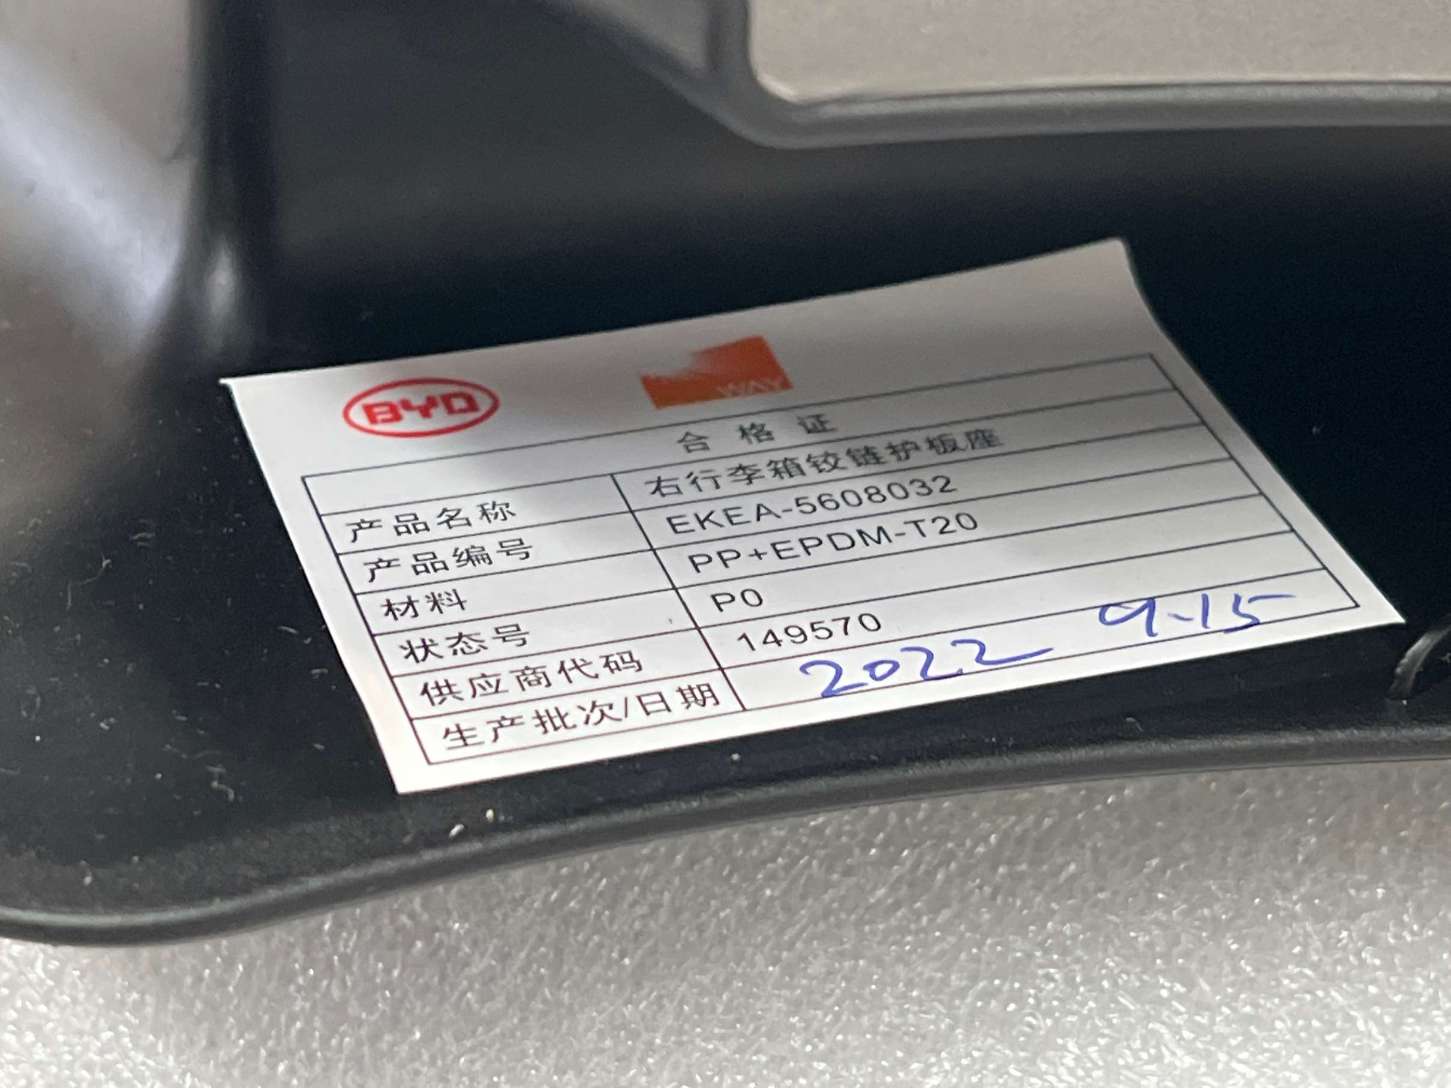 BYD
WAY
合格证
产品名称 右行李箱铰链护板座
产品编号 EKEA-5608032
材料 PP+EPDM-T20
状态号 P0
供应商代码 149570
生产批次/日期 2022 9.15